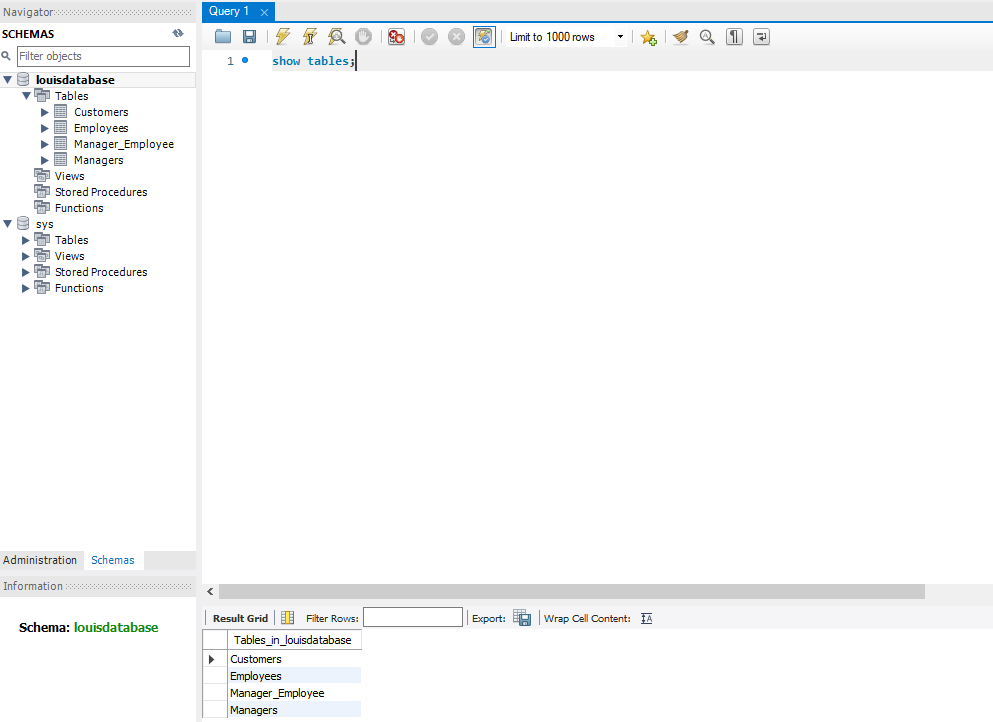 Navigator
SCHEMAS
Filter objects
louisdatabase
Tables
Customers
Employees
Manager_Employee
Managers
Views
Stored Procedures
Functions
sys
Tables
Views
Stored Procedures
Functions
Administration Schemas
Information
Schema: louisdatabase
Query 1
Limit to 1000 rows
1 show tables;
Result Grid Filter Rows: Export: Wrap Cell Content:
Tables_in_louisdatabase
Customers
Employees
Manager_Employee
Managers